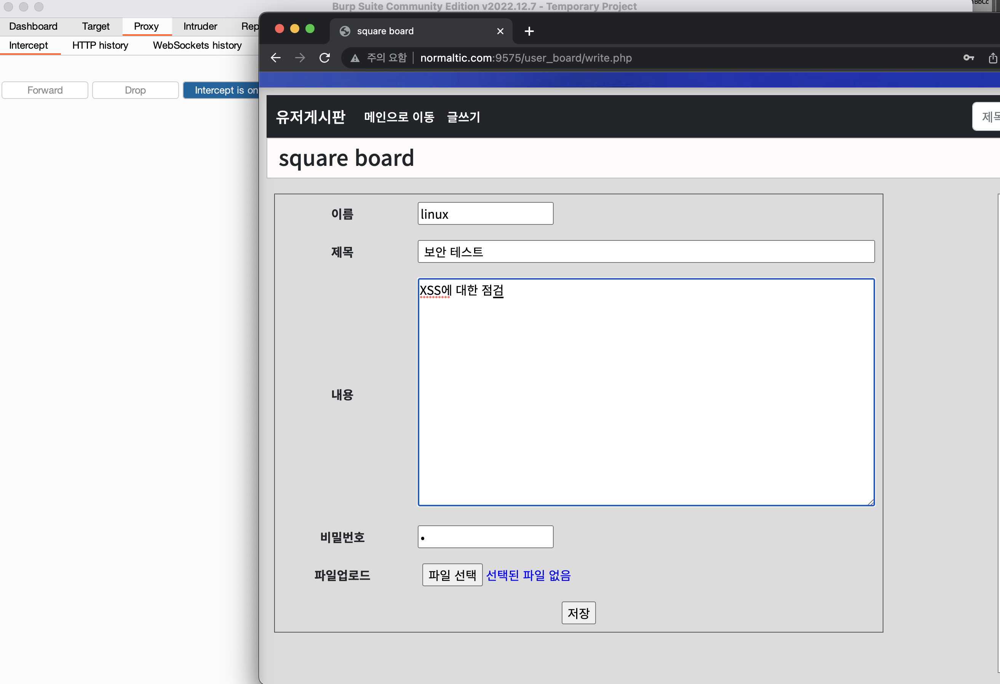 Burp Suite Community Edition v2022.12.7 - Temporary Project
Dashboard Target Proxy Intruder
Intercept HTTP history WebSockets history
Forward Drop Intercept is on
square board
주의 요함 normaltic.com:9575/user_board/write.php
유저게시판 메인으로 이동 글쓰기
square board
이름 linux
제목 보안 테스트
XSS에 대한 점검
내용
비밀번호 •
파일업로드 파일 선택 선택된 파일 없음
저장